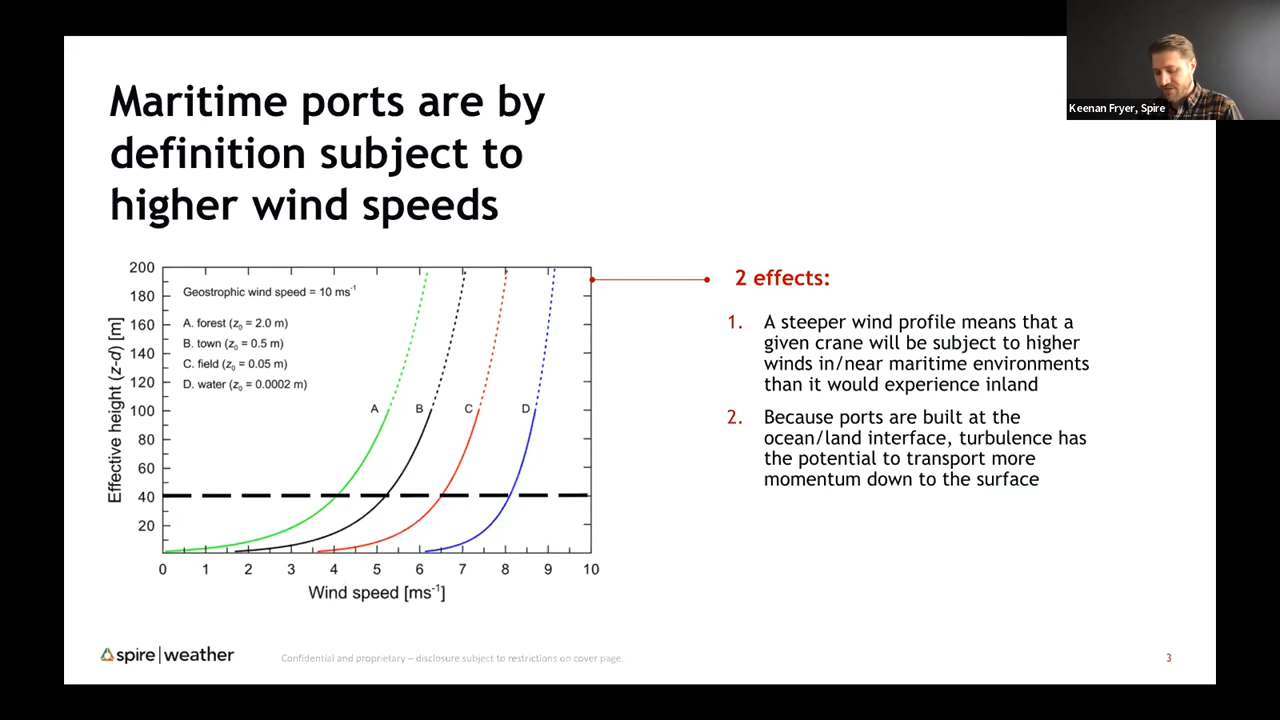 Keenan Fryer, Spire
Maritime ports are by
definition subject to
higher wind speeds
200
180
160
140
120
100
80
60
40
20
Effective height (z-d) [m]
Geostrophic wind speed = 10 ms⁻¹
A. forest (z₀ = 2.0 m)
B. town (z₀ = 0.5 m)
C. field (z₀ = 0.05 m)
D. water (z₀ = 0.0002 m)
A B C D
0 1 2 3 4 5 6 7 8 9 10
Wind speed [ms⁻¹]
2 effects:
1. A steeper wind profile means that a
given crane will be subject to higher
winds in/near maritime environments
than it would experience inland
2. Because ports are built at the
ocean/land interface, turbulence has
the potential to transport more
momentum down to the surface
spire|weather
Confidential and proprietary – disclosure subject to restrictions on cover page.
3